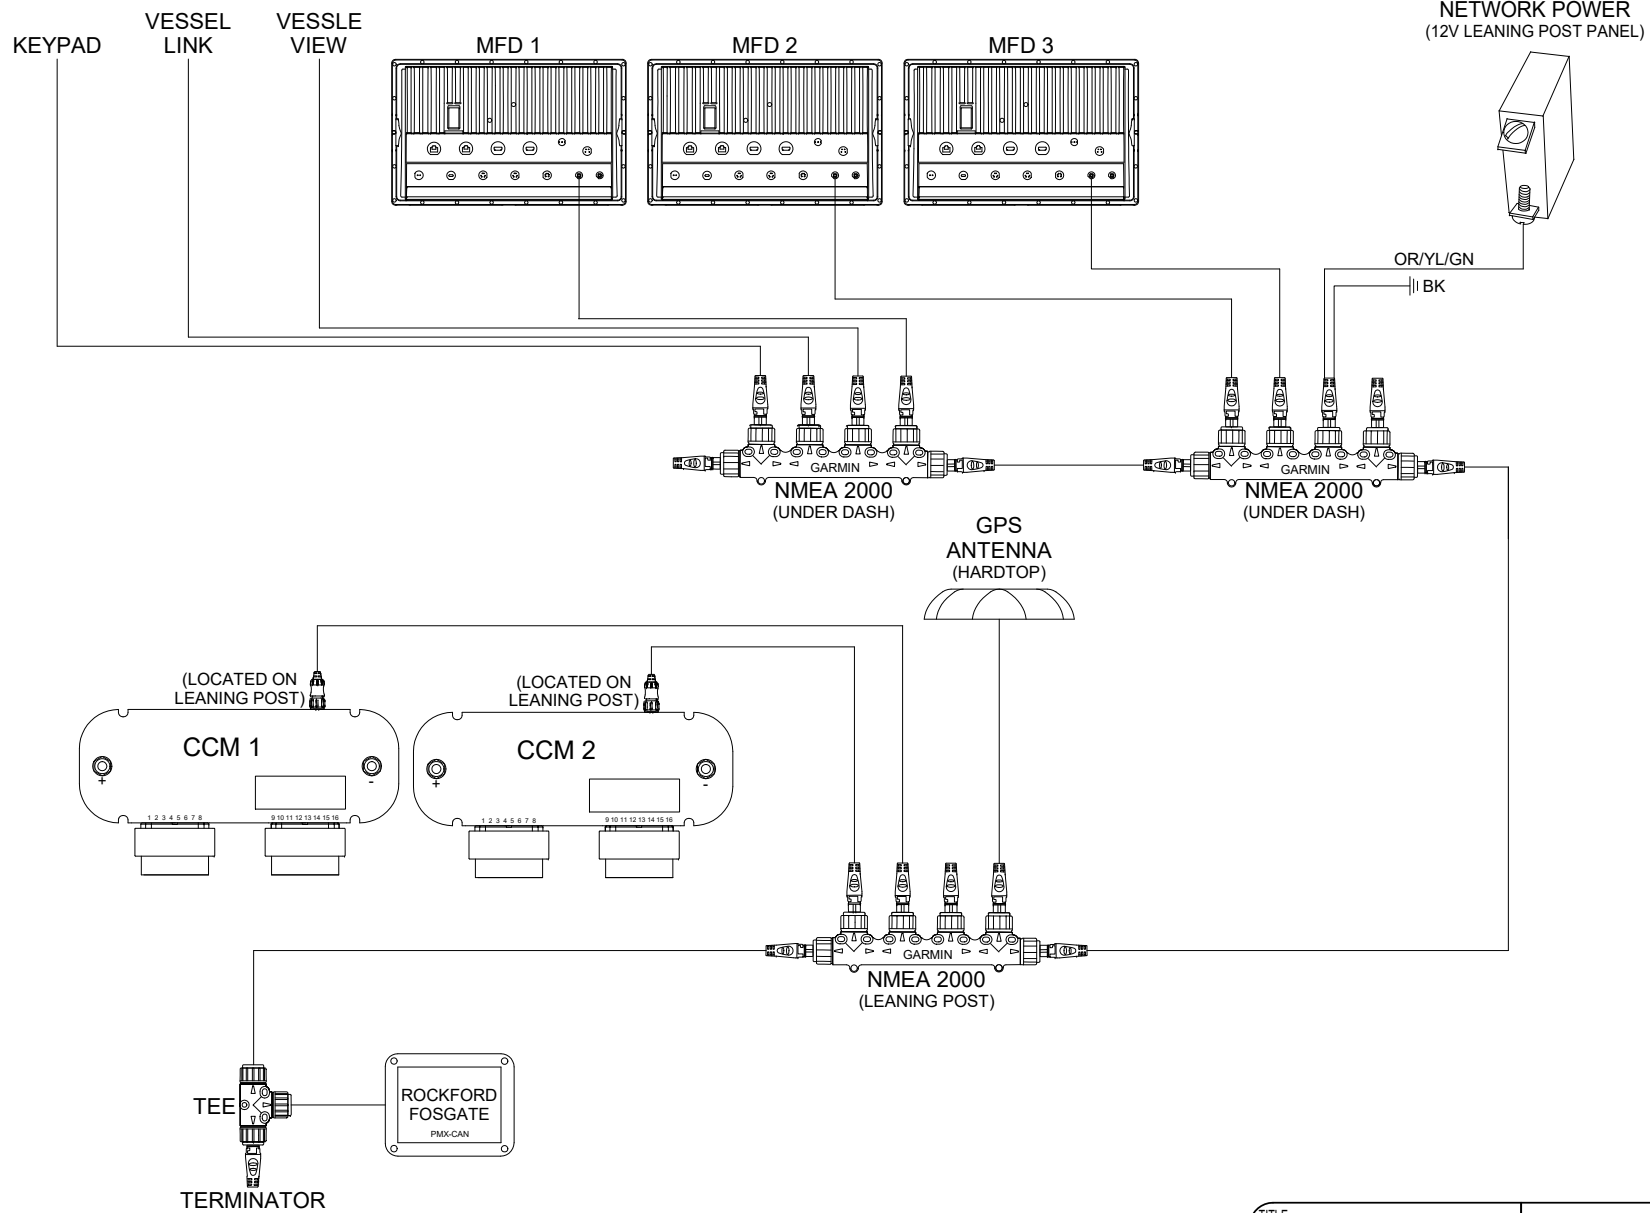 KEYPAD
VESSEL
LINK
VESSLE
VIEW
MFD 1
MFD 2
MFD 3
NETWORK POWER
(12V LEANING POST PANEL)
OR/YL/GN
BK
GARMIN
NMEA 2000
(UNDER DASH)
GARMIN
NMEA 2000
(UNDER DASH)
GPS
ANTENNA
(HARDTOP)
(LOCATED ON
LEANING POST)
CCM 1
+
-
1 2 3 4 5 6 7 8
9 10 11 12 13 14 15 16
(LOCATED ON
LEANING POST)
CCM 2
+
-
1 2 3 4 5 6 7 8
9 10 11 12 13 14 15 16
GARMIN
NMEA 2000
(LEANING POST)
TEE
ROCKFORD
FOSGATE
PMX-CAN
TERMINATOR
TITLE